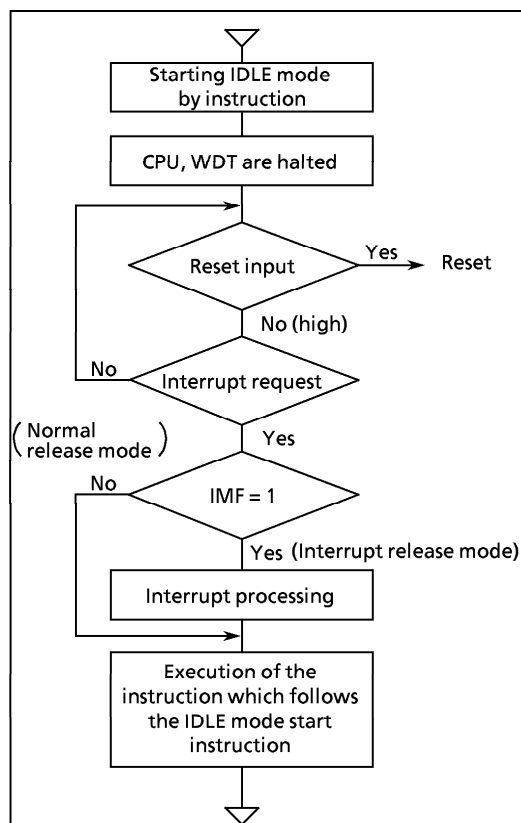 Starting IDLE mode
by instruction
CPU, WDT are halted
Reset input
Yes
Reset
No (high)
No
Interrupt request
(Normal
release mode)
Yes
No
IMF = 1
Yes (Interrupt release mode)
Interrupt processing
Execution of the
instruction which follows
the IDLE mode start
instruction